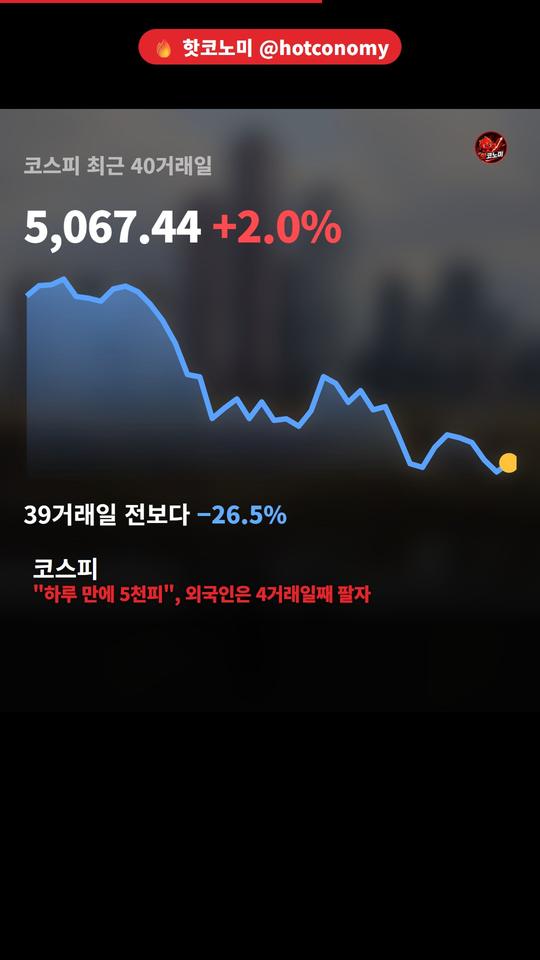 🔥 핫코노미 @hotconomy
코스피 최근 40거래일
5,067.44 +2.0%
39거래일 전보다 −26.5%
코스피
"하루 만에 5천피", 외국인은 4거래일째 팔자